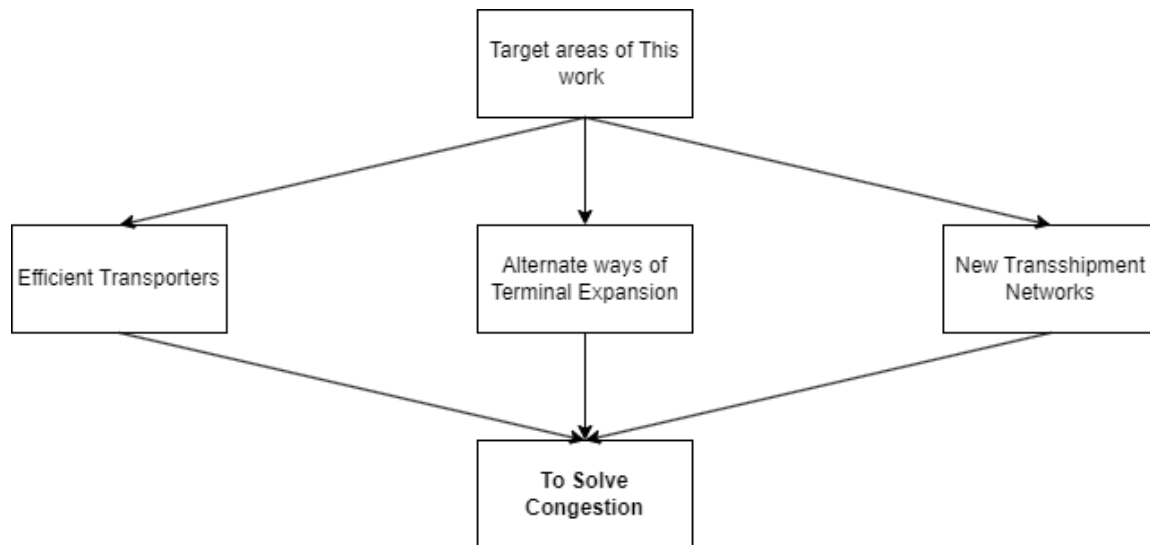 Target areas of This
work
Efficient Transporters
Alternate ways of
Terminal Expansion
New Transshipment
Networks
To Solve
Congestion